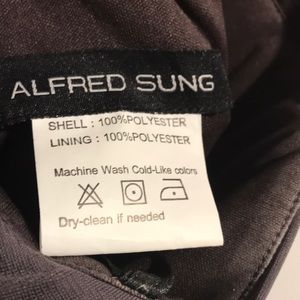 ALFRED SUNG
SHELL : 100%POLYESTER
LINING : 100%POLYESTER
Machine Wash Cold-Like colors
Dry-clean if needed